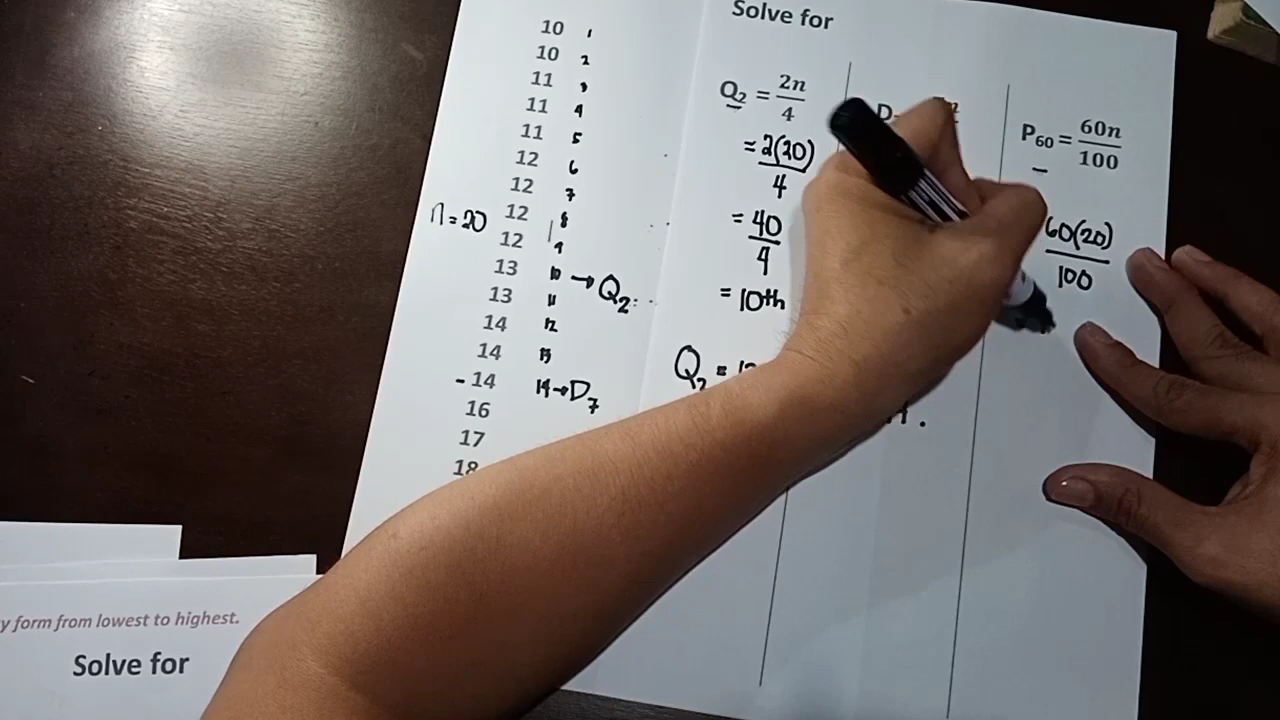 Solve for
10 1
10 2
11 3
11 4
11 5
12 6
12 7
n = 20 12 8
12 9
13 10 → Q2:
13 11
14 12
14 13
- 14 14 → D7
16
17
18
Q2 = 2n/4
= 2(20)/4
= 40/4
= 10th
Q2 =
P60 = 60n/100
60(20)/100
y form from lowest to highest.
Solve for